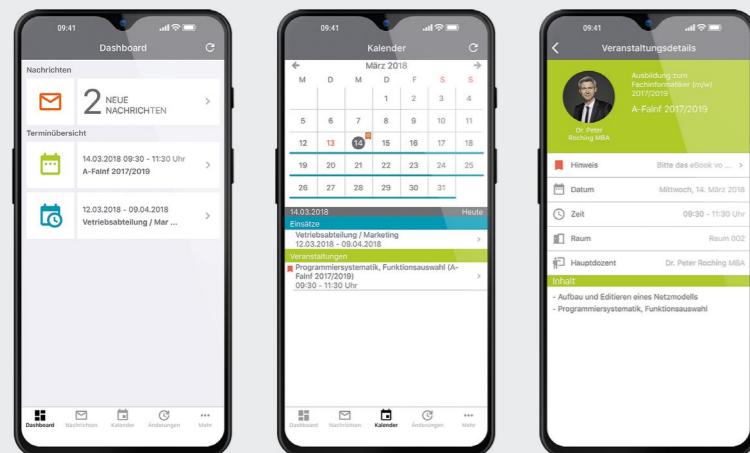 09:41
Dashboard
Nachrichten
2 NEUE
NACHRICHTEN
Terminübersicht
14.03.2018 09:30 - 11:30 Uhr
A-FaInf 2017/2019
12.03.2018 - 09.04.2018
Vetriebsabteilung / Mar ...
Dashboard Nachrichten Kalender Änderungen Mehr
09:41
Kalender
März 2018
M D M D F S S
1 2 3 4
5 6 7 8 9 10 11
12 13 14 15 16 17 18
19 20 21 22 23 24 25
26 27 28 29 30 31
14.03.2018 Heute
Einsätze
Vetriebsabteilung / Marketing
12.03.2018 - 09.04.2018
Veranstaltungen
Programmiersystematik, Funktionsauswahl (A-
FaInf 2017/2019)
09:30 - 11:30 Uhr
Dashboard Nachrichten Kalender Änderungen Mehr
09:41
Veranstaltungsdetails
Ausbildung zum
Fachinformatiker (m/w)
2017/2019
A-FaInf 2017/2019
Dr. Peter
Roching MBA
Hinweis Bitte das eBook vo ...
Datum Mittwoch, 14. März 2018
Zeit 09:30 - 11:30 Uhr
Raum Raum 002
Hauptdozent Dr. Peter Roching MBA
Inhalt
- Aufbau und Editieren eines Netzmodells
- Programmiersystematik, Funktionsauswahl